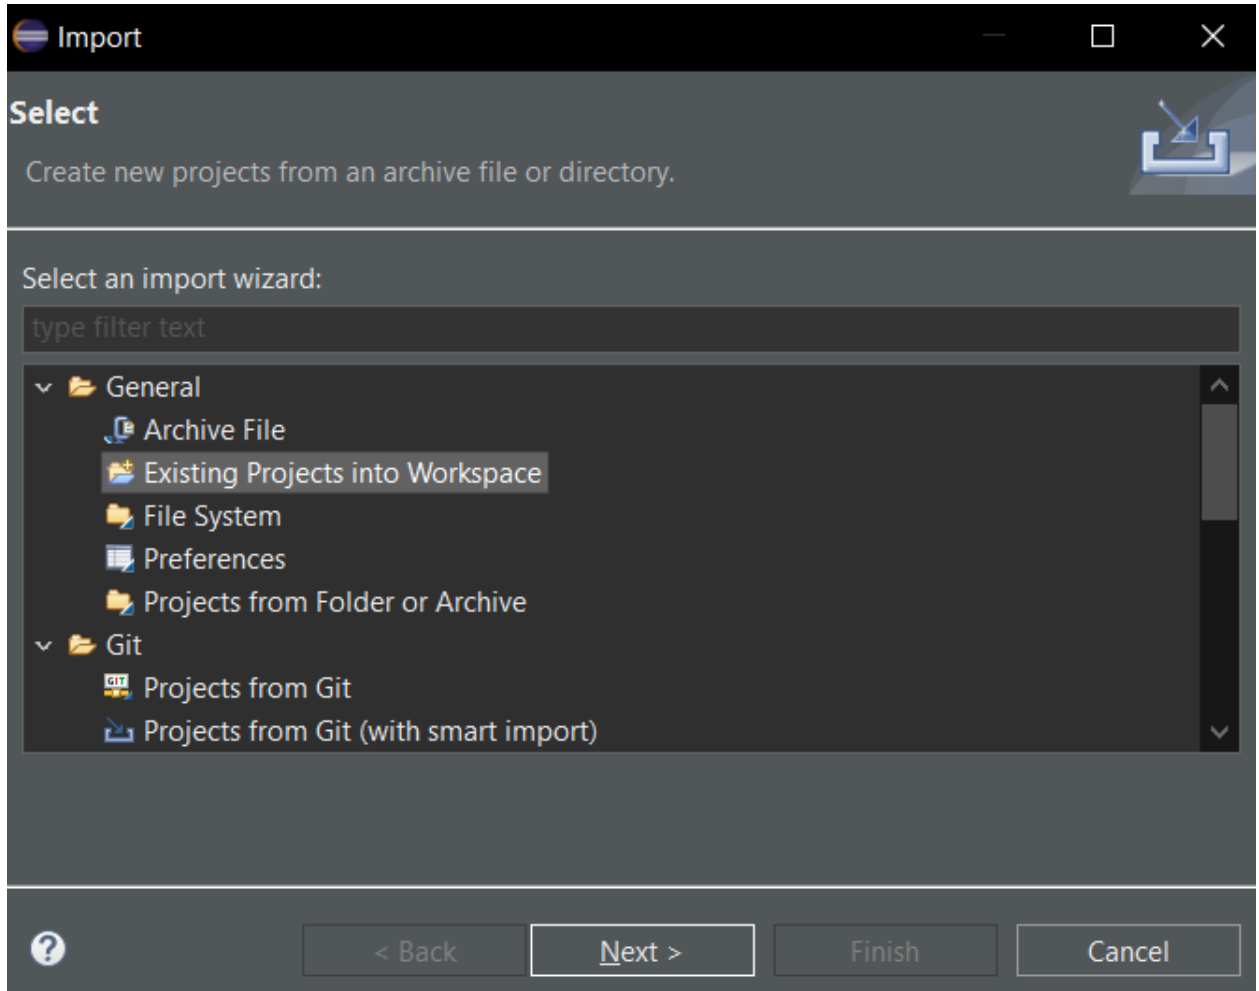 Import
Select
Create new projects from an archive file or directory.
Select an import wizard:
type filter text
General
Archive File
Existing Projects into Workspace
File System
Preferences
Projects from Folder or Archive
Git
GIT
Projects from Git
Projects from Git (with smart import)
?
< Back
Next >
Finish
Cancel